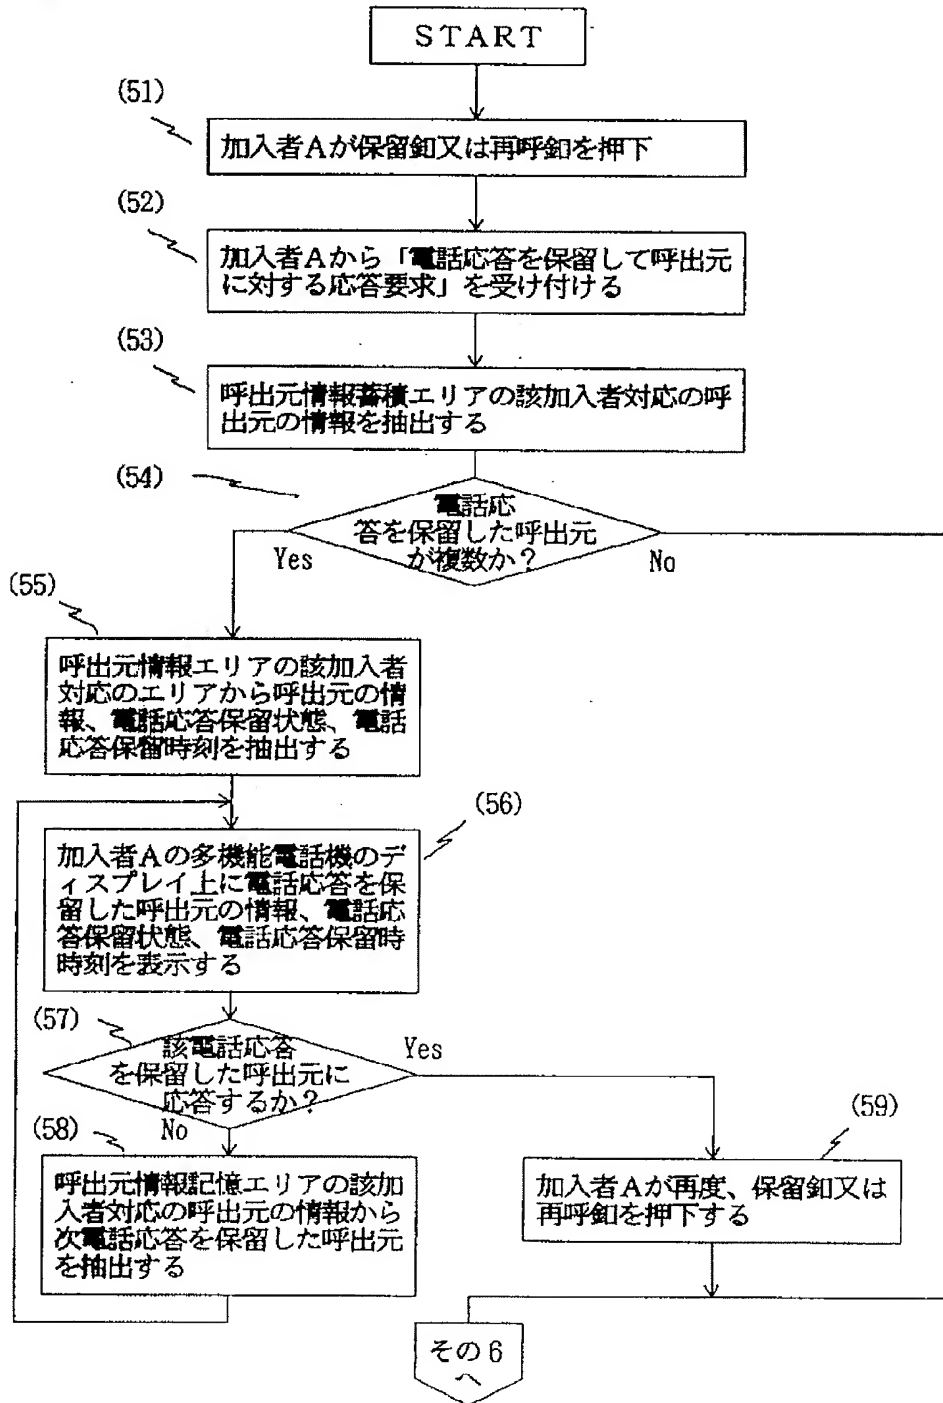 START
(51)
加入者Aが保留釦又は再呼釦を押下
(52)
加入者Aから「電話応答を保留して呼出元
に対する応答要求」を受け付ける
(53)
呼出元情報蓄積エリアの該加入者対応の呼
出元の情報を抽出する
(54)
電話応
答を保留した呼出元
が複数か？
Yes
No
(55)
呼出元情報エリアの該加入者
対応のエリアから呼出元の情
報、電話応答保留状態、電話
応答保留時刻を抽出する
(56)
加入者Aの多機能電話機のデ
ィスプレイ上に電話応答を保
留した呼出元の情報、電話応
答保留状態、電話応答保留時
時刻を表示する
(57)
該電話応答
を保留した呼出元に
応答するか？
Yes
No
(58)
呼出元情報記憶エリアの該加
入者対応の呼出元の情報から
次電話応答を保留した呼出元
を抽出する
(59)
加入者Aが再度、保留釦又は
再呼釦を押下する
その6
へ